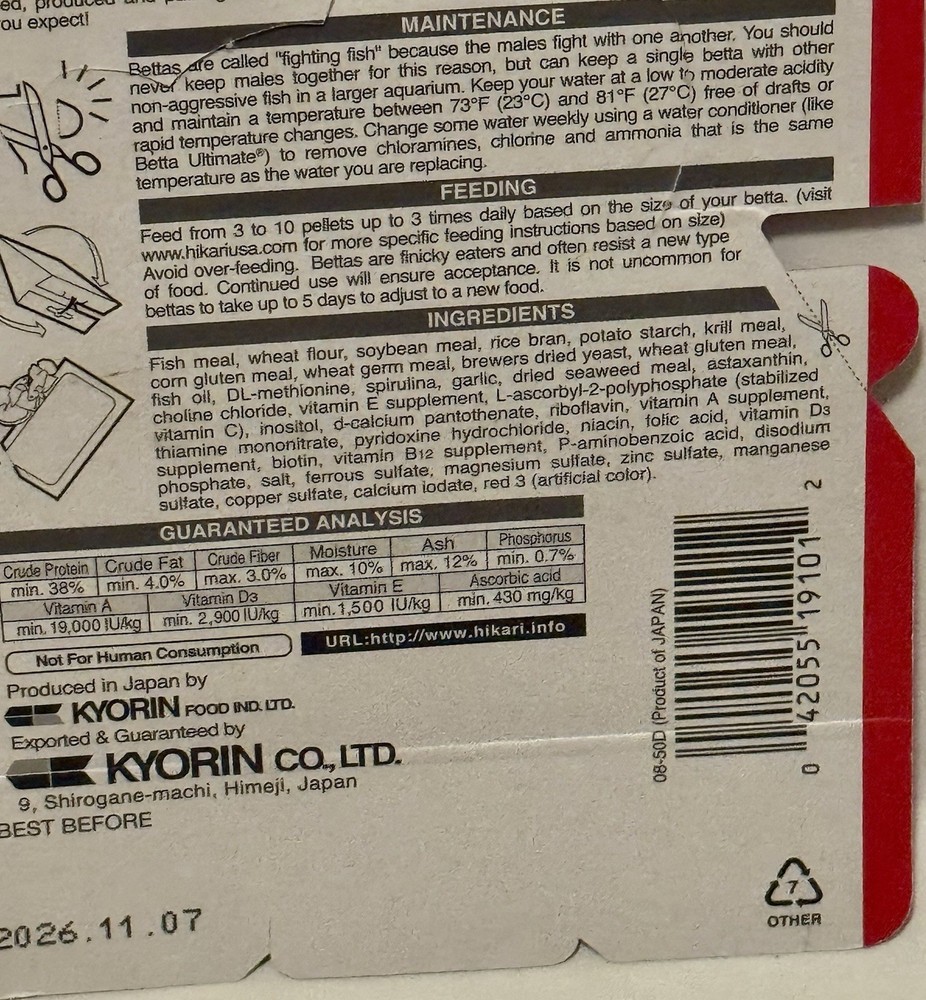 ed, produced and
ou expect!
MAINTENANCE
Bettas are called "fighting fish" because the males fight with one another. You should
never keep males together for this reason, but can keep a single betta with other
non-aggressive fish in a larger aquarium. Keep your water at a low to moderate acidity
and maintain a temperature between 73°F (23°C) and 81°F (27°C) free of drafts or
rapid temperature changes. Change some water weekly using a water conditioner (like
Betta Ultimate®) to remove chloramines, chlorine and ammonia that is the same
temperature as the water you are replacing.
FEEDING
Feed from 3 to 10 pellets up to 3 times daily based on the size of your betta. (visit
www.hikariusa.com for more specific feeding instructions based on size)
Avoid over-feeding. Bettas are finicky eaters and often resist a new type
of food. Continued use will ensure acceptance. It is not uncommon for
bettas to take up to 5 days to adjust to a new food.
INGREDIENTS
Fish meal, wheat flour, soybean meal, rice bran, potato starch, krill meal,
corn gluten meal, wheat germ meal, brewers dried yeast, wheat gluten meal,
fish oil, DL-methionine, spirulina, garlic, dried seaweed meal, astaxanthin,
choline chloride, vitamin E supplement, L-ascorbyl-2-polyphosphate (stabilized
vitamin C), inositol, d-calcium pantothenate, riboflavin, vitamin A supplement,
thiamine mononitrate, pyridoxine hydrochloride, niacin, folic acid, vitamin D3
supplement, biotin, vitamin B12 supplement, P-aminobenzoic acid, disodium
phosphate, salt, ferrous sulfate, magnesium sulfate, zinc sulfate, manganese
sulfate, copper sulfate, calcium iodate, red 3 (artificial color).
GUARANTEED ANALYSIS
Crude Protein Crude Fat Crude Fiber Moisture Ash Phosphorus
min. 38% min. 4.0% max. 3.0% max. 10% max. 12% min. 0.7%
Vitamin A Vitamin D3 Vitamin E Ascorbic acid
min. 19,000 IU/kg min. 2,900 IU/kg min.1,500 IU/kg min. 430 mg/kg
Not For Human Consumption
URL:http://www.hikari.info
Produced in Japan by
KYORIN FOOD IND. LTD.
Exported & Guaranteed by
KYORIN CO., LTD.
9, Shirogane-machi, Himeji, Japan
BEST BEFORE
2026.11.07
08-50D (Product of JAPAN)
0 42055 19101 2
7
OTHER